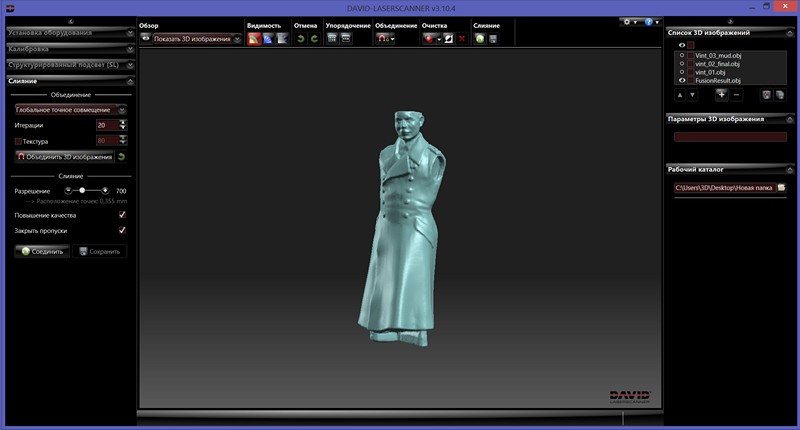 DAVID-LASERSCANNER v3.10.4
Установка оборудования
Калибровка
Структурированный подсвет (SL)
Слияние
Объединение
Глобальное точное совмещение
Итерации 20
Текстура 80
Объединить 3D изображения
Слияние
Разрешение 700
--> Расположение точек: 0,355 mm
Повышение качества
Закрыть пропуски
Соединить Сохранить
Обзор Видимость Отмена Упорядочение Объединение Очистка Слияние
Показать 3D изображения
DAVID
LASERSCANNER
Список 3D изображений
Vint_03_mud.obj
vint_02_final.obj
vint_01.obj
FusionResult.obj
Параметры 3D изображения
Рабочий каталог
C:\Users\3D\Desktop\Новая папка